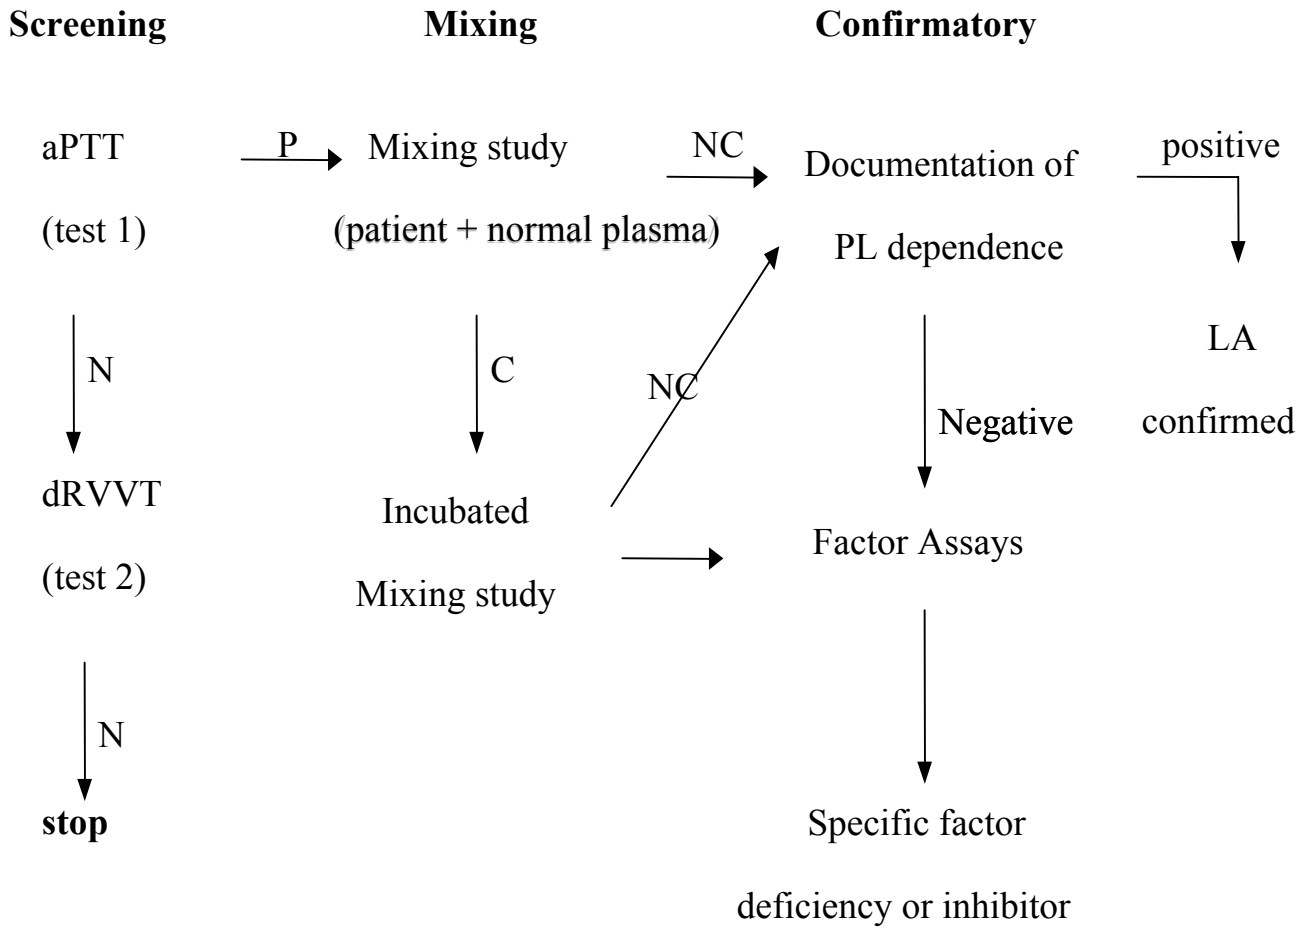 Screening
Mixing
Confirmatory
aPTT
(test 1)
P
Mixing study
(patient + normal plasma)
NC
Documentation of
PL dependence
positive
LA
confirmed
N
C
NC
Negative
dRVVT
(test 2)
Incubated
Mixing study
Factor Assays
N
stop
Specific factor
deficiency or inhibitor